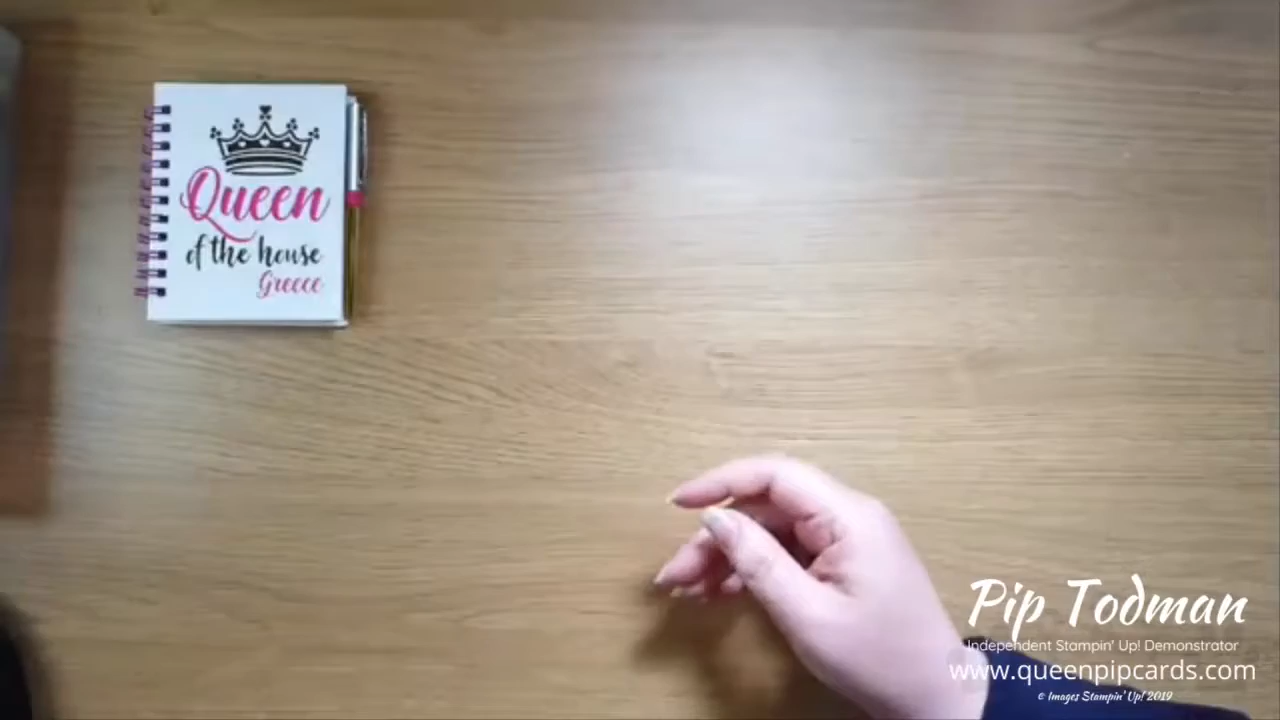 Queen
of the house
Greece
Pip Todman
Independent Stampin' Up! Demonstrator
www.queenpipcards.com
© Images Stampin' Up! 2019